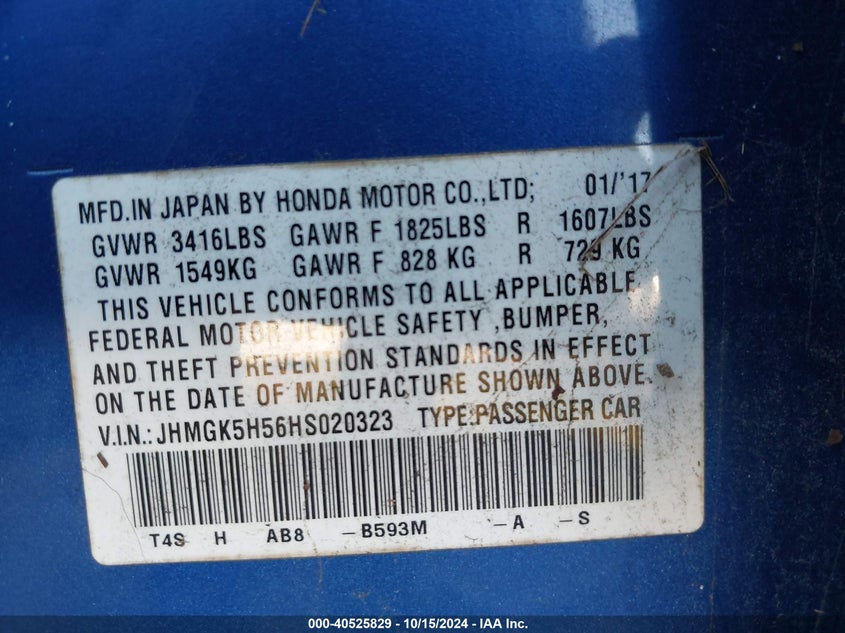 MFD.IN JAPAN BY HONDA MOTOR CO.,LTD; 01/'17
GVWR 3416LBS GAWR F 1825LBS R 1607LBS
GVWR 1549KG GAWR F 828 KG R 729 KG
THIS VEHICLE CONFORMS TO ALL APPLICABLE
FEDERAL MOTOR VEHICLE SAFETY ,BUMPER,
AND THEFT PREVENTION STANDARDS IN EFFECT
ON THE DATE OF MANUFACTURE SHOWN ABOVE.
V.I.N.:JHMGK5H56HS020323 TYPE:PASSENGER CAR
T4S H AB8 –B593M –A –S
000-40525829 - 10/15/2024 - IAA Inc.